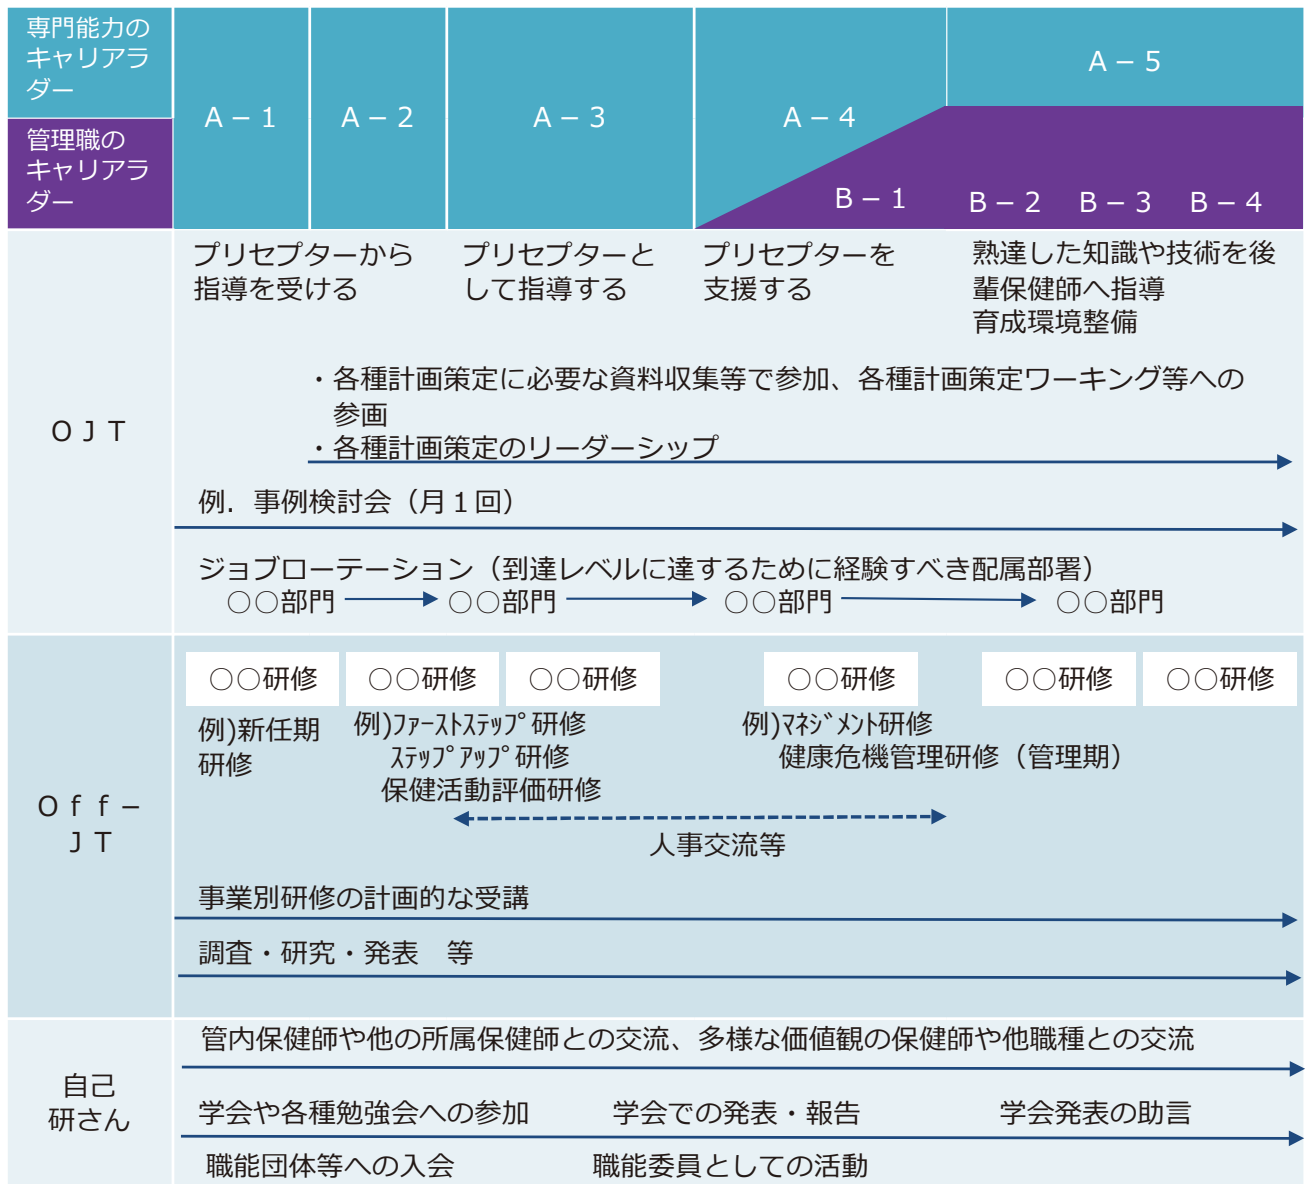 専門能力の
キャリアラ
ダー
管理職の
キャリアラ
ダー
A－1
A－2
A－3
A－4
A－5
B－1
B－2
B－3
B－4
OJT
プリセプターから
指導を受ける
プリセプターと
して指導する
プリセプターを
支援する
熟達した知識や技術を後
輩保健師へ指導
育成環境整備
・各種計画策定に必要な資料収集等で参加、各種計画策定ワーキング等への
参画
・各種計画策定のリーダーシップ
例．事例検討会（月１回）
ジョブローテーション（到達レベルに達するために経験すべき配属部署）
○○部門 ○○部門 ○○部門 ○○部門
Off－
JT
○○研修 ○○研修 ○○研修 ○○研修 ○○研修 ○○研修
例)新任期
研修
例)ﾌｧｰｽﾄｽﾃｯﾌﾟ研修
ｽﾃｯﾌﾟｱｯﾌﾟ研修
保健活動評価研修
例)ﾏﾈｼﾞﾒﾝﾄ研修
健康危機管理研修（管理期）
人事交流等
事業別研修の計画的な受講
調査・研究・発表　等
自己
研さん
管内保健師や他の所属保健師との交流、多様な価値観の保健師や他職種との交流
学会や各種勉強会への参加 学会での発表・報告 学会発表の助言
職能団体等への入会 職能委員としての活動